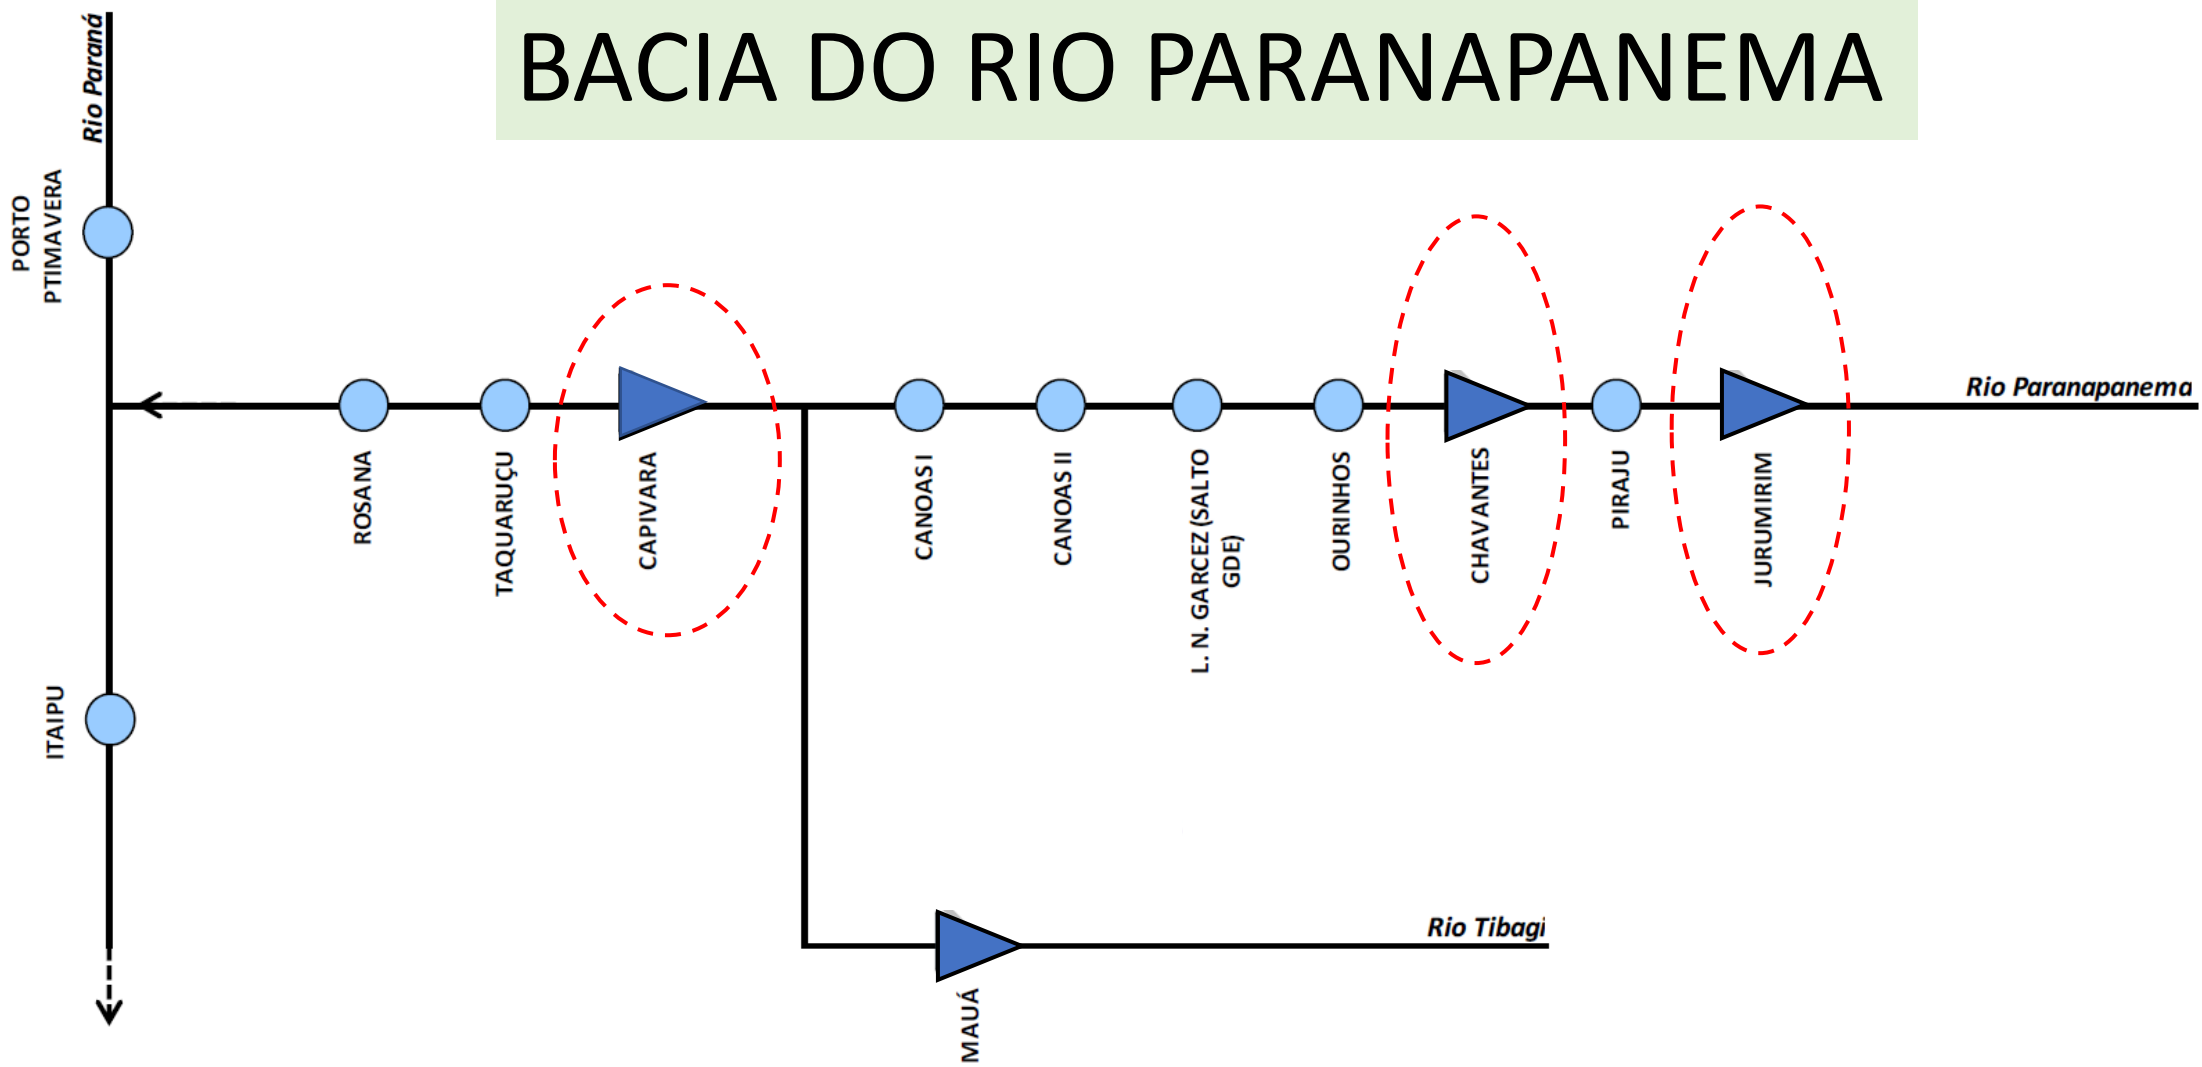 BACIA DO RIO PARANAPANEMA
Rio Paraná
PORTO
PTIMAVERA
Rio Paranapanema
ROSANA
TAQUARUÇU
CAPIVARA
CANOAS I
CANOAS II
L. N. GARCEZ (SALTO
GDE)
OURINHOS
CHAVANTES
PIRAJU
JURUMIRIM
ITAIPU
Rio Tibagi
MAUÁ